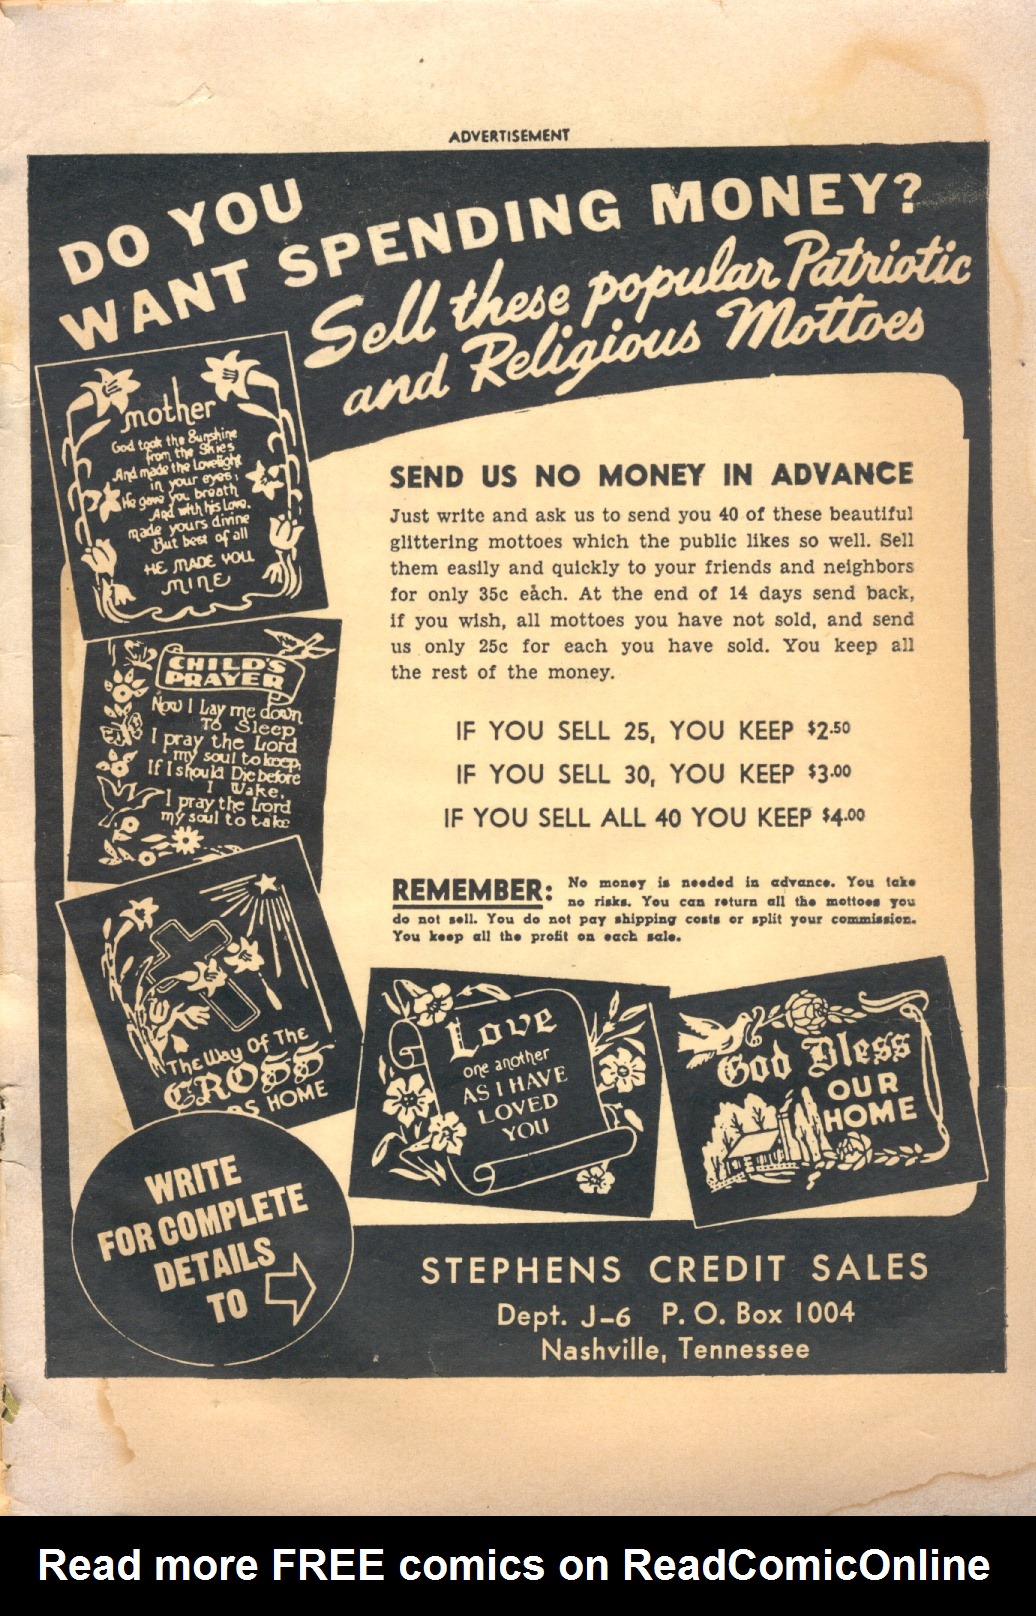 ADVERTISEMENT
DO YOU
WANT SPENDING MONEY?
Sell these popular Patriotic
and Religious Mottoes
mother
God took the Sunshine
from the Skies
And made the Lovelight
in your eyes,
He gave you breath
And with his Love.
made yours divine
But best of all
HE MADE YOU
MINE
CHILD'S
PRAYER
Now I Lay me down
To Sleep
I pray the Lord
my soul to keep,
If I should Die before
I Wake,
I pray the Lord
my soul to take
The Way Of The
CROSS
HOME
SEND US NO MONEY IN ADVANCE
Just write and ask us to send you 40 of these beautiful
glittering mottoes which the public likes so well. Sell
them easily and quickly to your friends and neighbors
for only 35c each. At the end of 14 days send back,
if you wish, all mottoes you have not sold, and send
us only 25c for each you have sold. You keep all
the rest of the money.
IF YOU SELL 25, YOU KEEP $2.50
IF YOU SELL 30, YOU KEEP $3.00
IF YOU SELL ALL 40 YOU KEEP $4.00
REMEMBER: No money is needed in advance. You take
no risks. You can return all the mottoes you
do not sell. You do not pay shipping costs or split your commission.
You keep all the profit on each sale.
Love
one another
AS I HAVE
LOVED
YOU
God Bless
OUR
HOME
WRITE
FOR COMPLETE
DETAILS
TO
STEPHENS CREDIT SALES
Dept. J-6 P.O. Box 1004
Nashville, Tennessee
Read more FREE comics on ReadComicOnline